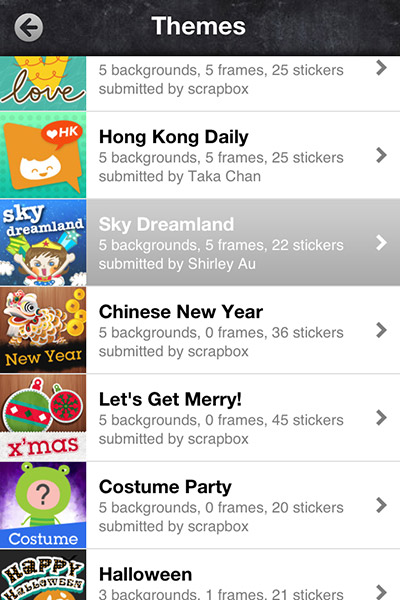 Themes
love
5 backgrounds, 5 frames, 25 stickers
submitted by scrapbox
HK
Hong Kong Daily
5 backgrounds, 5 frames, 25 stickers
submitted by Taka Chan
sky
dreamland
Sky Dreamland
5 backgrounds, 5 frames, 22 stickers
submitted by Shirley Au
New Year
Chinese New Year
5 backgrounds, 0 frames, 36 stickers
submitted by scrapbox
x'mas
Let's Get Merry!
5 backgrounds, 0 frames, 45 stickers
submitted by scrapbox
?
Costume
Costume Party
5 backgrounds, 0 frames, 20 stickers
submitted by scrapbox
HAPPY
Halloween
Halloween
3 backgrounds, 1 frames, 21 stickers